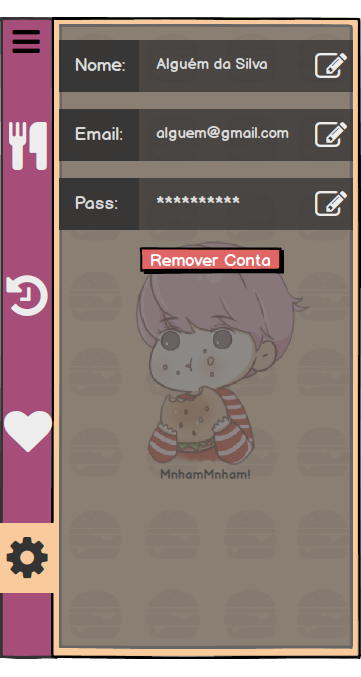 Nome: Alguém da Silva
Email: alguem@gmail.com
Pass: **********
Remover Conta
MnhamMnham!